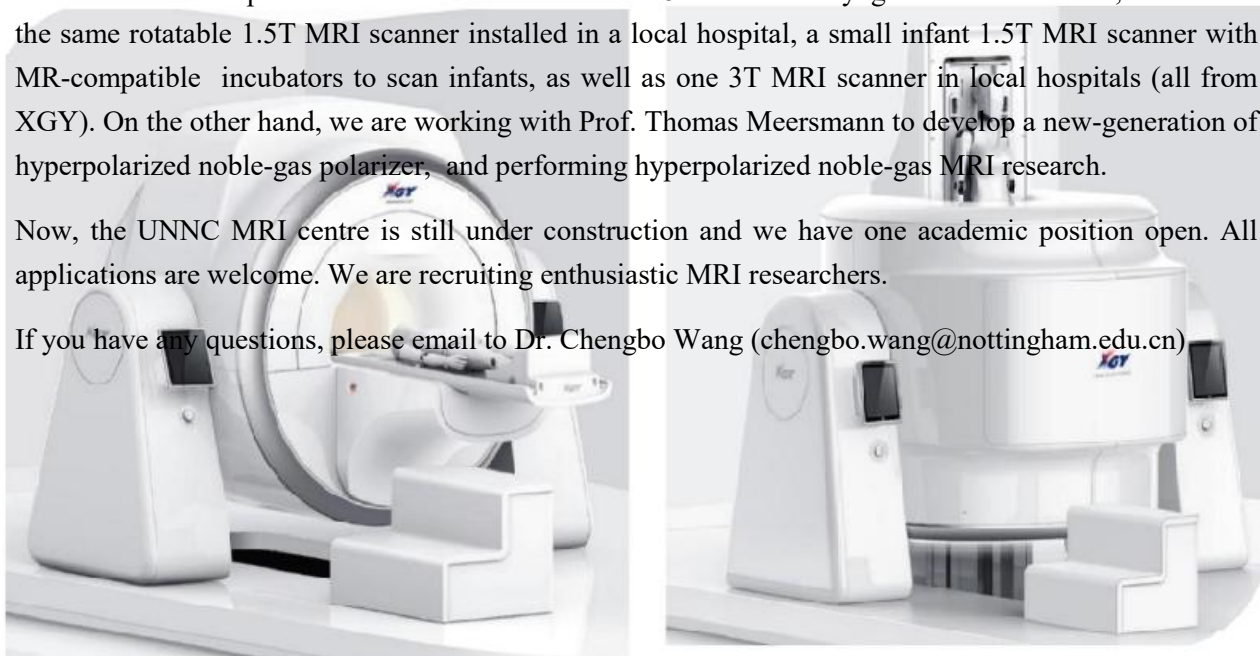 the same rotatable 1.5T MRI scanner installed in a local hospital, a small infant 1.5T MRI scanner with
MR-compatible incubators to scan infants, as well as one 3T MRI scanner in local hospitals (all from
XGY). On the other hand, we are working with Prof. Thomas Meersmann to develop a new-generation of
hyperpolarized noble-gas polarizer, and performing hyperpolarized noble-gas MRI research.
Now, the UNNC MRI centre is still under construction and we have one academic position open. All
applications are welcome. We are recruiting enthusiastic MRI researchers.
If you have any questions, please email to Dr. Chengbo Wang (chengbo.wang@nottingham.edu.cn)
XGY
XGY
XGY
XGY